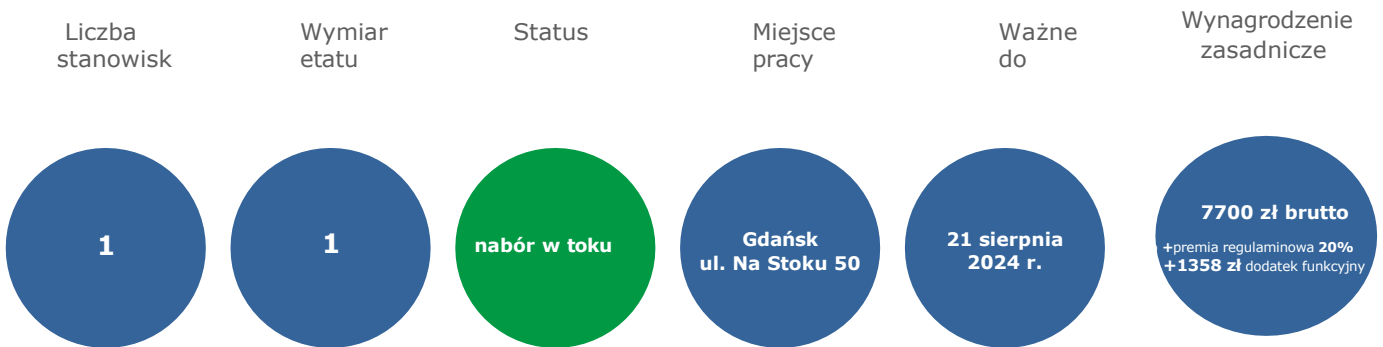 Liczba
stanowisk
Wymiar
etatu
Status
Miejsce
pracy
Ważne
do
Wynagrodzenie
zasadnicze
1
1
nabór w toku
Gdańsk
ul. Na Stoku 50
21 sierpnia
2024 r.
7700 zł brutto
+premia regulaminowa 20%
+1358 zł dodatek funkcyjny